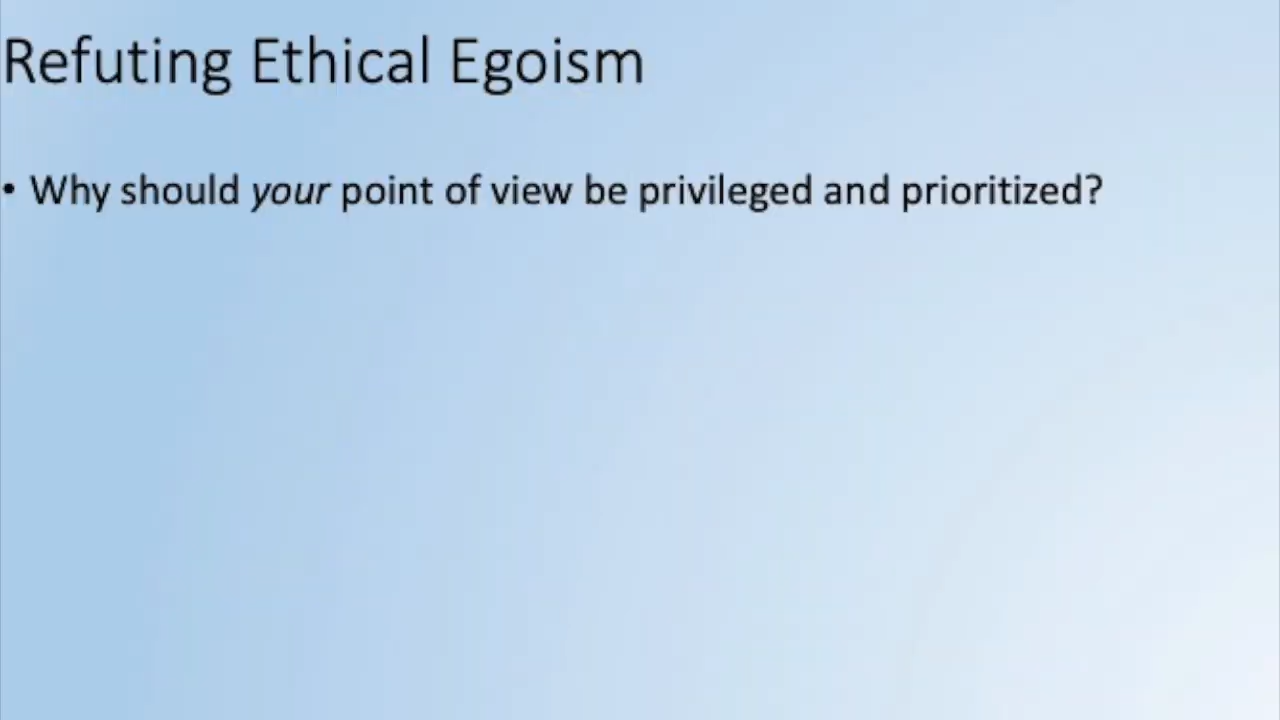 Refuting Ethical Egoism
• Why should your point of view be privileged and prioritized?